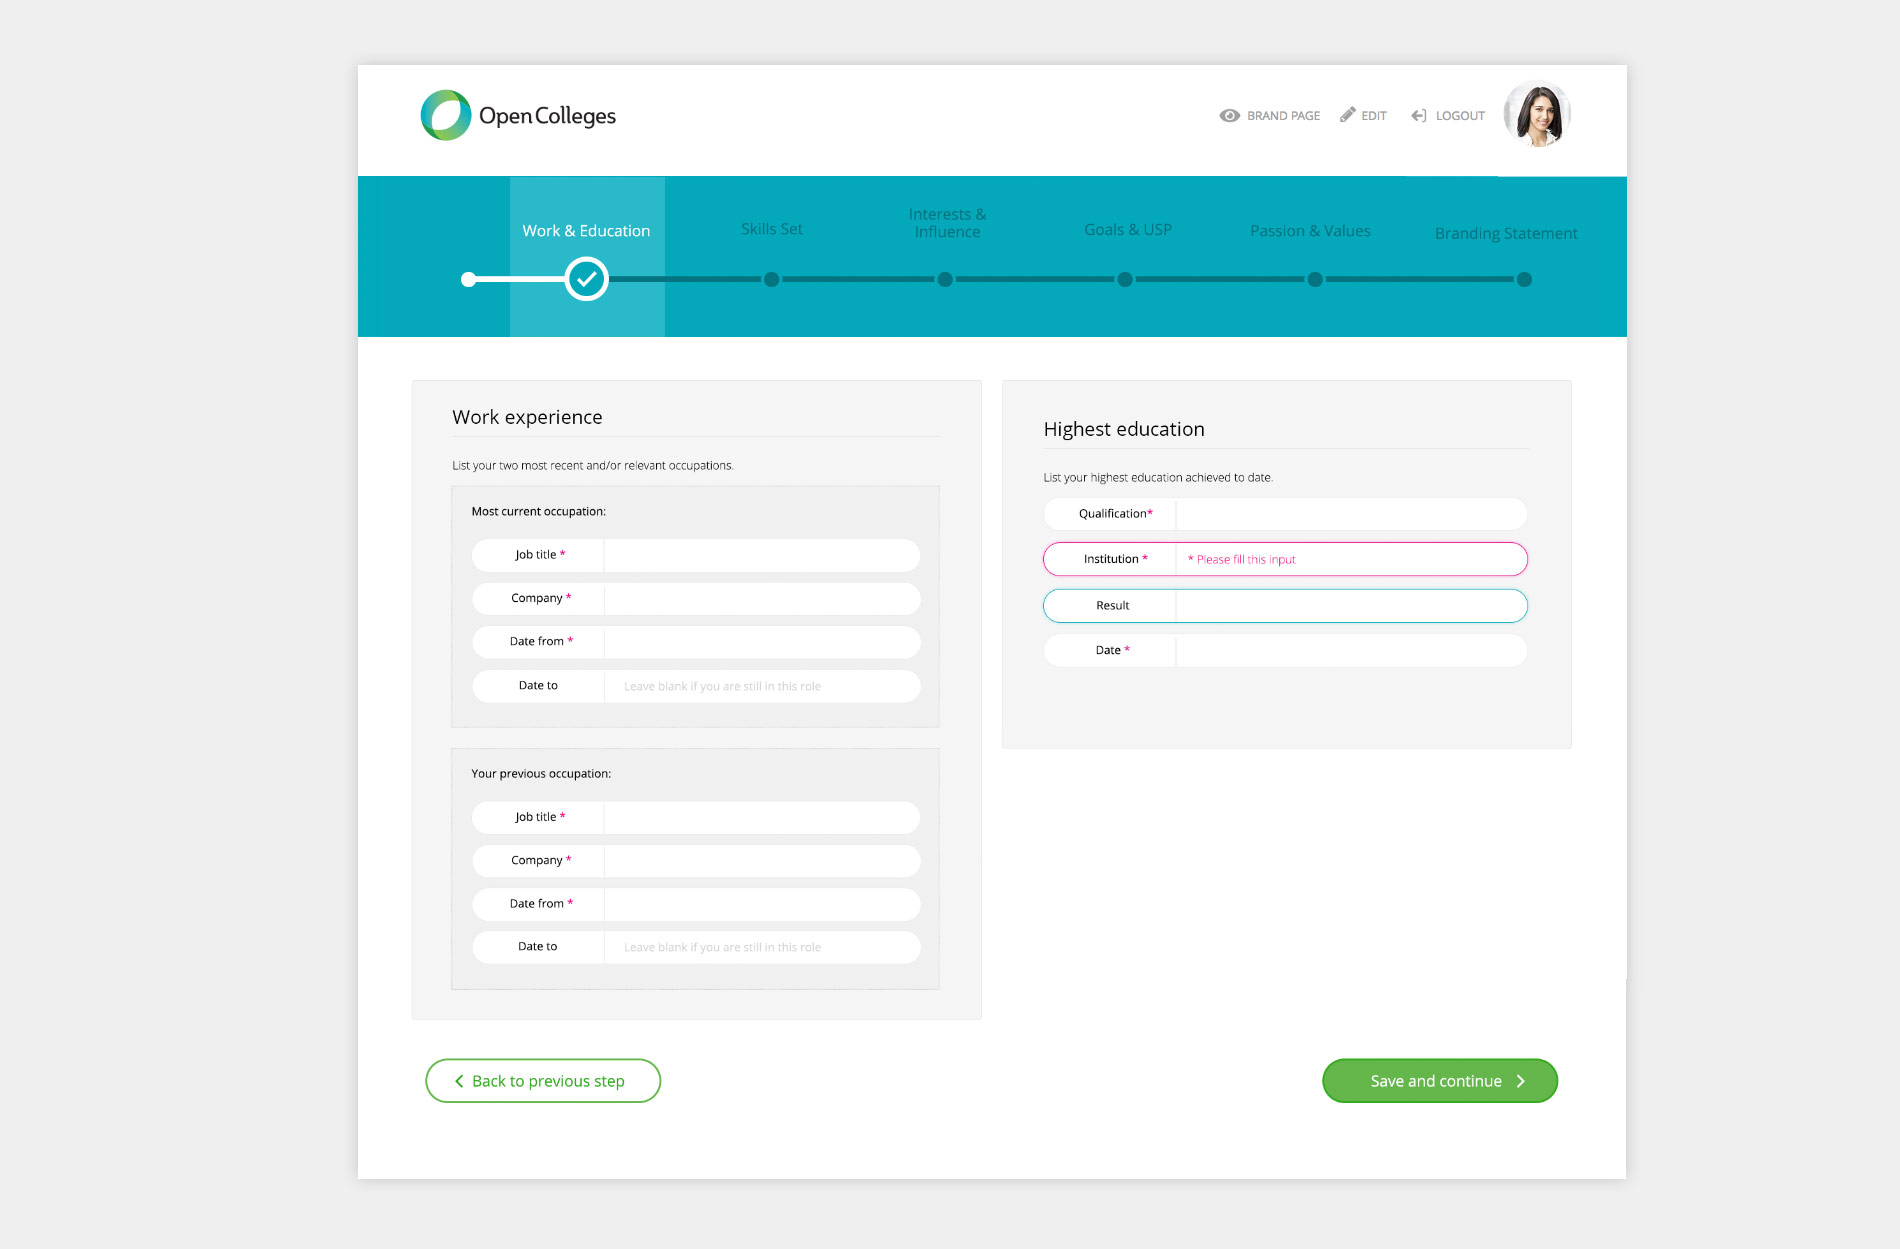 Open Colleges
BRAND PAGE
EDIT
LOGOUT
Work & Education
Skills Set
Interests &
Influence
Goals & USP
Passion & Values
Branding Statement
Work experience
List your two most recent and/or relevant occupations.
Most current occupation:
Job title *
Company *
Date from *
Date to
Leave blank if you are still in this role
Your previous occupation:
Job title *
Company *
Date from *
Date to
Leave blank if you are still in this role
Highest education
List your highest education achieved to date.
Qualification*
Institution *
* Please fill this input
Result
Date *
Back to previous step
Save and continue